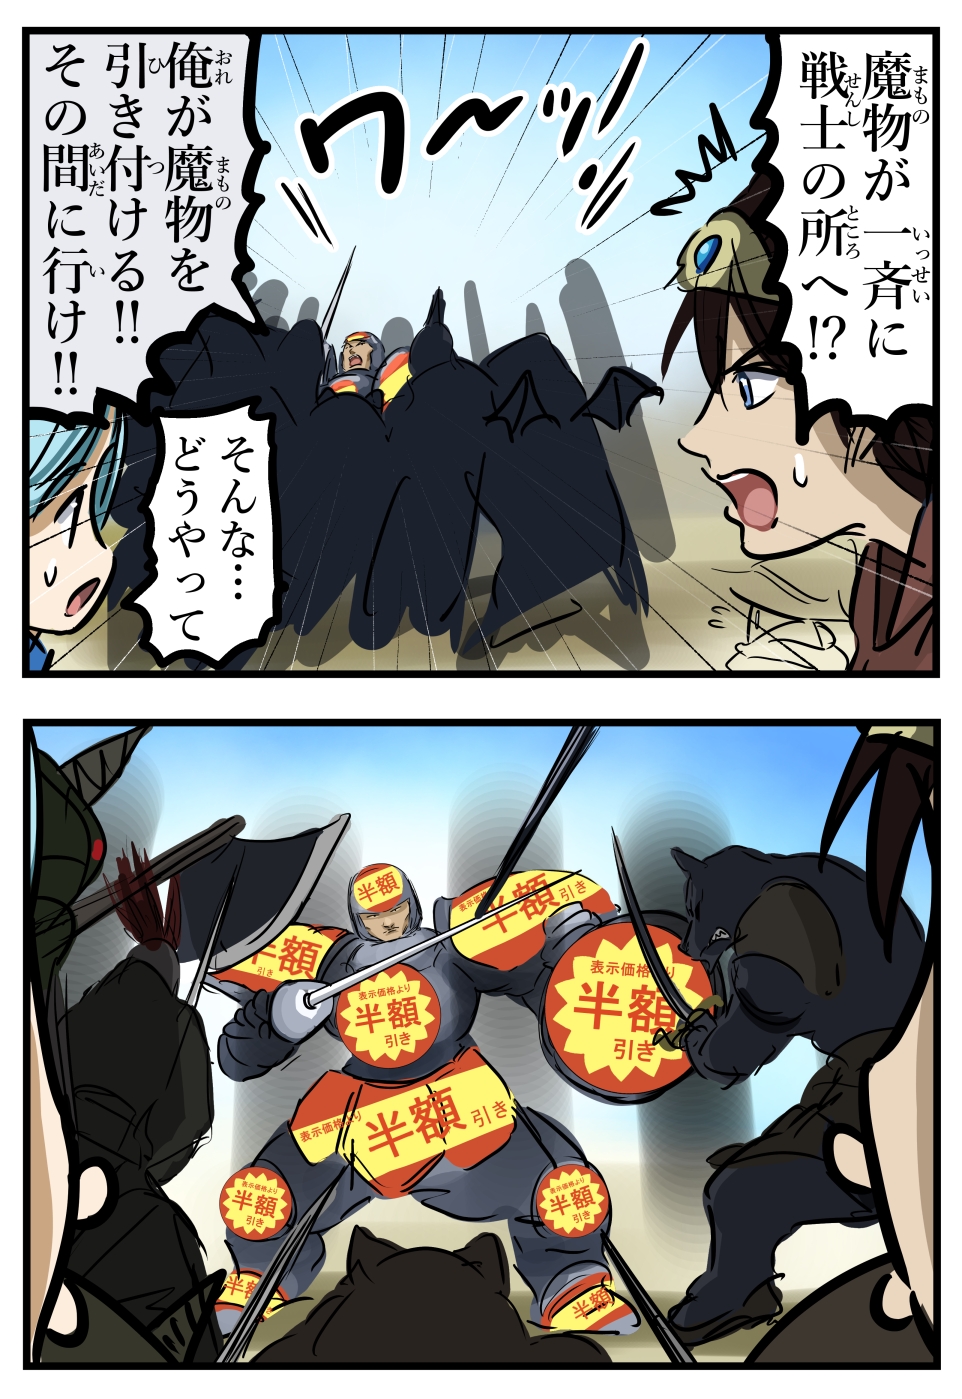 魔物が一斉に
戦士の所へ!?
ワ〜ッ!
俺が魔物を
引き付ける!!
その間に行け!!
そんな…
どうやって
半額
半額
引き
表示価格より
半額
引き
表示価格より
半額
引き
表示価格より
半額
引き
表示価格より
半額
引き
表示価格より
半額
引き
表示価格より
半額
引き
半額
半額